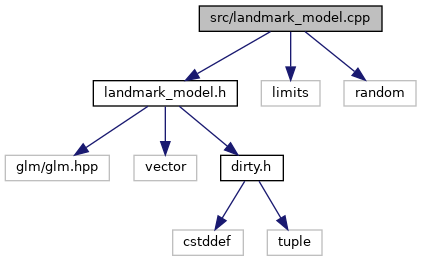 src/landmark_model.cpp
landmark_model.h
limits
random
glm/glm.hpp
vector
dirty.h
cstddef
tuple